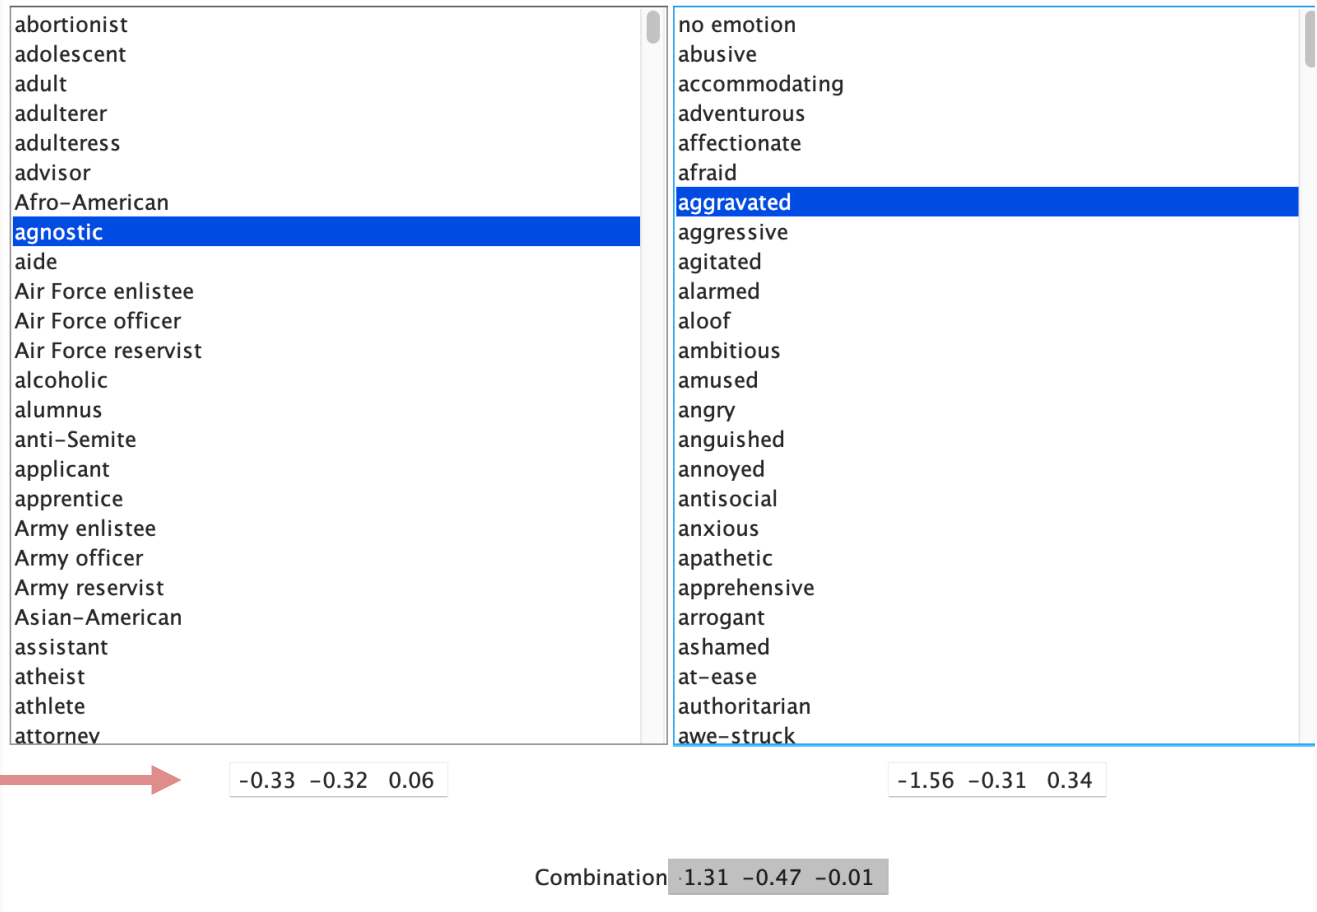 abortionist
adolescent
adult
adulterer
adulteress
advisor
Afro-American
agnostic
aide
Air Force enlistee
Air Force officer
Air Force reservist
alcoholic
alumnus
anti-Semite
applicant
apprentice
Army enlistee
Army officer
Army reservist
Asian-American
assistant
atheist
athlete
attorney
no emotion
abusive
accommodating
adventurous
affectionate
afraid
aggravated
aggressive
agitated
alarmed
aloof
ambitious
amused
angry
anguished
annoyed
antisocial
anxious
apathetic
apprehensive
arrogant
ashamed
at-ease
authoritarian
awe-struck
-0.33 -0.32 0.06
-1.56 -0.31 0.34
Combination -1.31 -0.47 -0.01